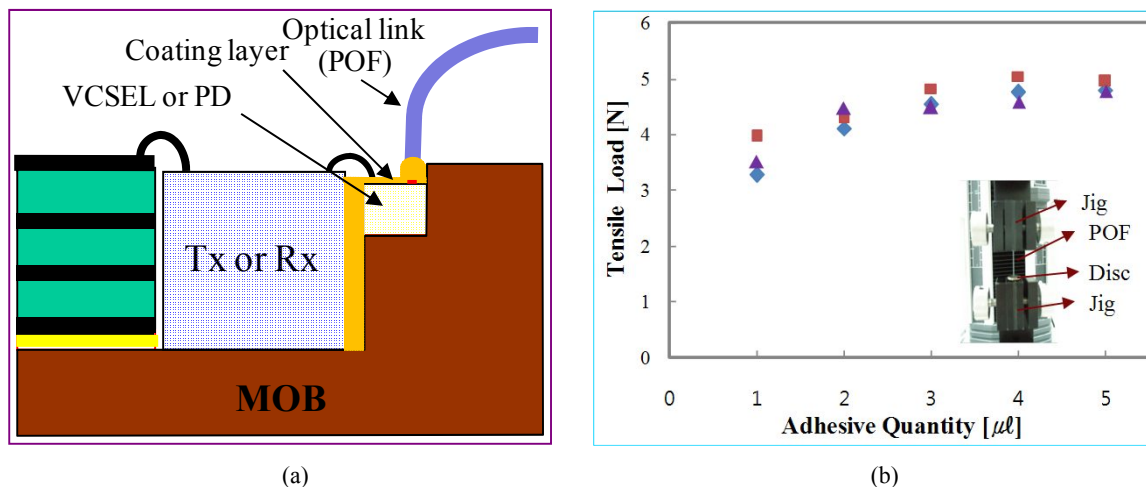 Optical link
(POF)
Coating layer
VCSEL or PD
Tx or Rx
MOB
(a)
Tensile Load [N]
6
5
4
3
2
1
0
0 1 2 3 4 5
Adhesive Quantity [μℓ]
Jig
POF
Disc
Jig
(b)